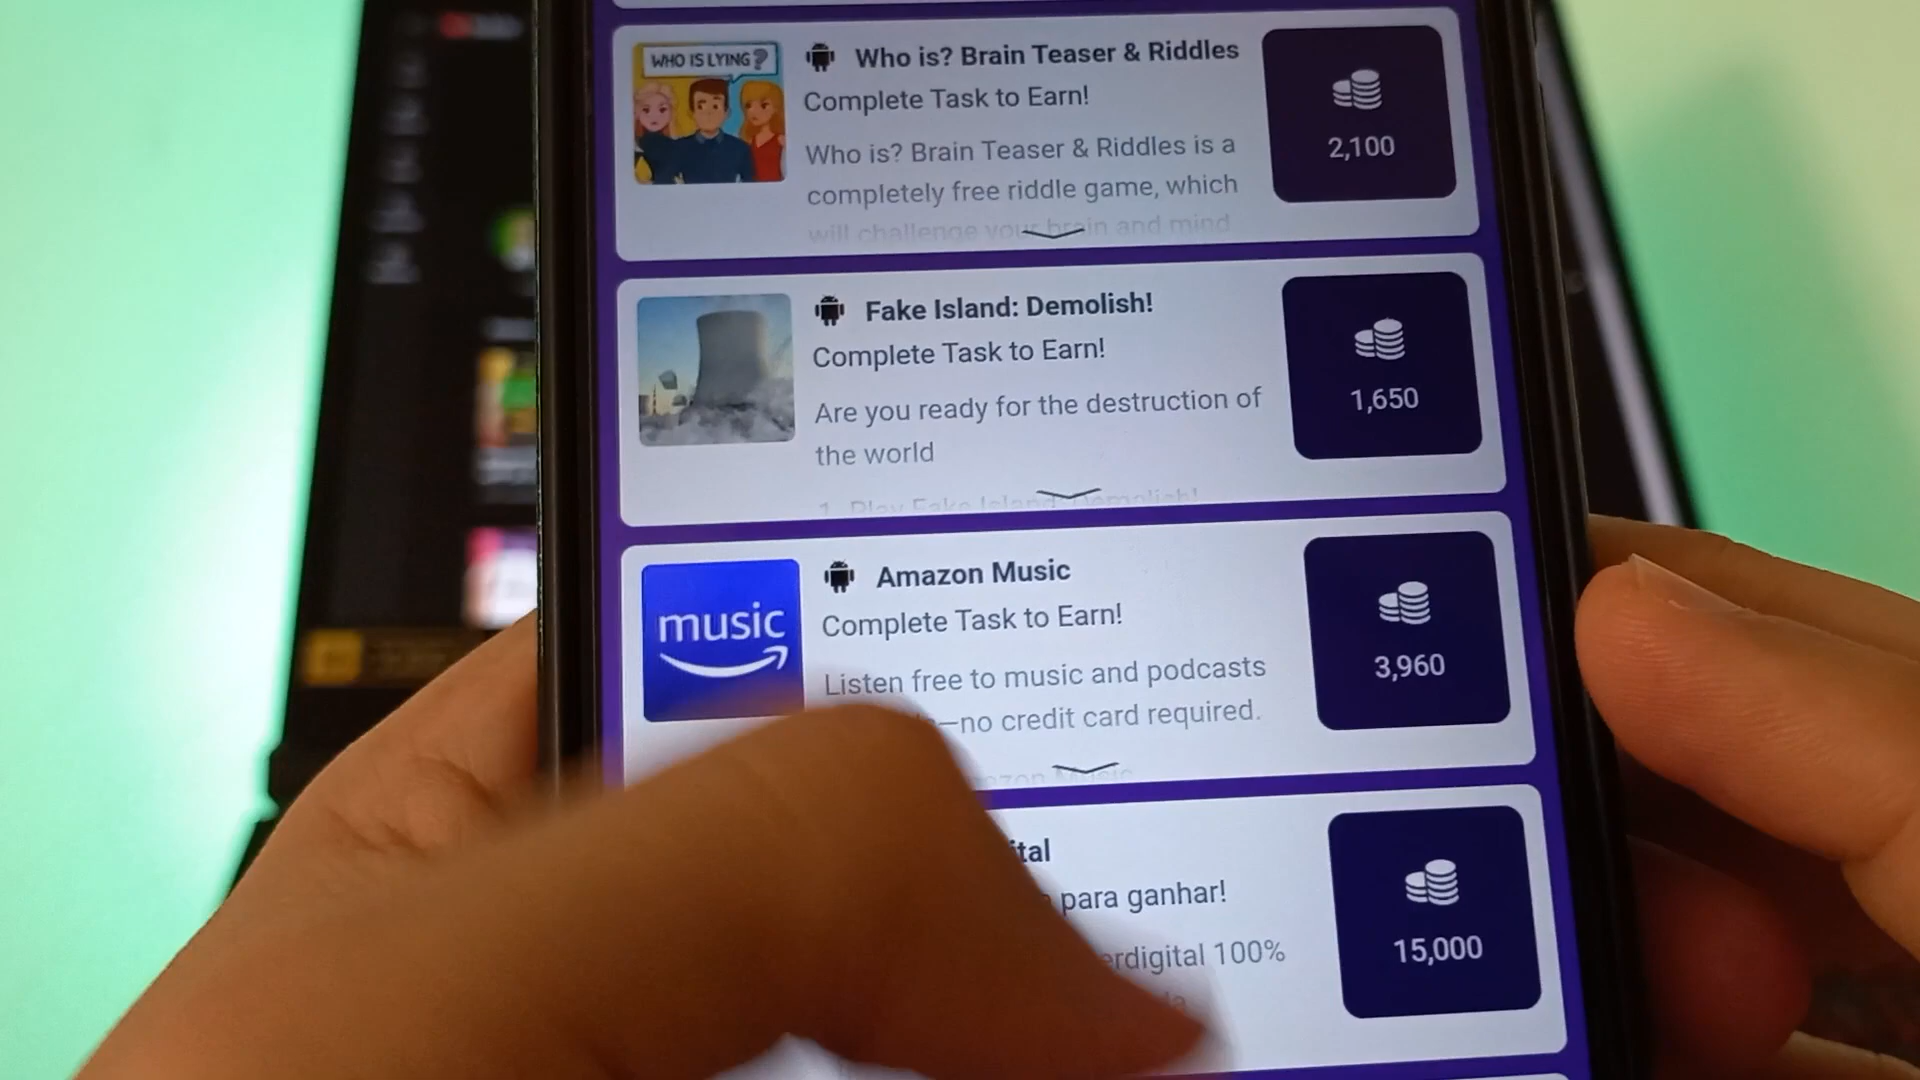 WHO IS LYING?
Who is? Brain Teaser & Riddles
Complete Task to Earn!
Who is? Brain Teaser & Riddles is a
completely free riddle game, which
will challenge your brain and mind
2,100
Fake Island: Demolish!
Complete Task to Earn!
Are you ready for the destruction of
the world
1. Play Fake Island: Demolish!
1,650
music
Amazon Music
Complete Task to Earn!
Listen free to music and podcasts
—no credit card required.
3,960
para ganhar!
100%
15,000